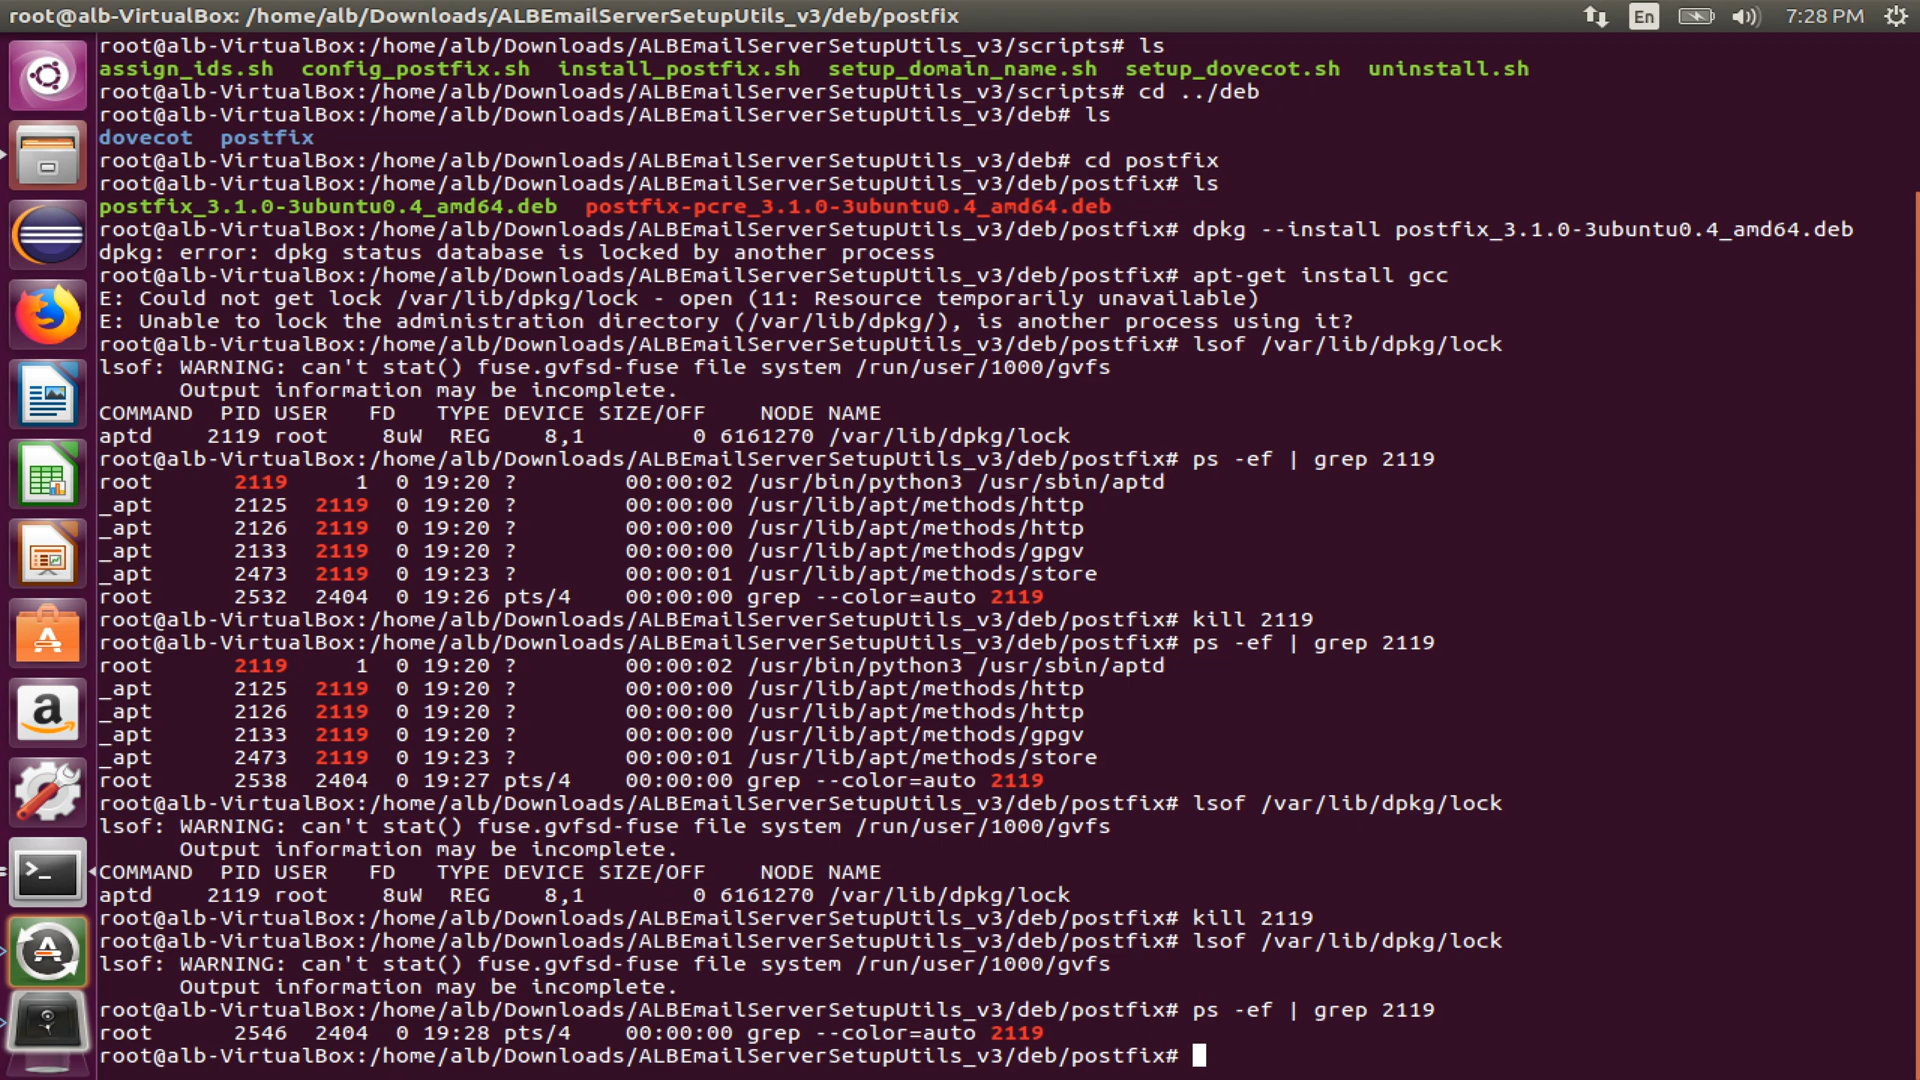 root@alb-VirtualBox: /home/alb/Downloads/ALBEmailServerSetupUtils_v3/deb/postfix
En
7:28 PM
root@alb-VirtualBox:/home/alb/Downloads/ALBEmailServerSetupUtils_v3/scripts# ls
assign_ids.sh  config_postfix.sh  install_postfix.sh  setup_domain_name.sh  setup_dovecot.sh  uninstall.sh
root@alb-VirtualBox:/home/alb/Downloads/ALBEmailServerSetupUtils_v3/scripts# cd ../deb
root@alb-VirtualBox:/home/alb/Downloads/ALBEmailServerSetupUtils_v3/deb# ls
dovecot  postfix
root@alb-VirtualBox:/home/alb/Downloads/ALBEmailServerSetupUtils_v3/deb# cd postfix
root@alb-VirtualBox:/home/alb/Downloads/ALBEmailServerSetupUtils_v3/deb/postfix# ls
postfix_3.1.0-3ubuntu0.4_amd64.deb  postfix-pcre_3.1.0-3ubuntu0.4_amd64.deb
root@alb-VirtualBox:/home/alb/Downloads/ALBEmailServerSetupUtils_v3/deb/postfix# dpkg --install postfix_3.1.0-3ubuntu0.4_amd64.deb
dpkg: error: dpkg status database is locked by another process
root@alb-VirtualBox:/home/alb/Downloads/ALBEmailServerSetupUtils_v3/deb/postfix# apt-get install gcc
E: Could not get lock /var/lib/dpkg/lock - open (11: Resource temporarily unavailable)
E: Unable to lock the administration directory (/var/lib/dpkg/), is another process using it?
root@alb-VirtualBox:/home/alb/Downloads/ALBEmailServerSetupUtils_v3/deb/postfix# lsof /var/lib/dpkg/lock
lsof: WARNING: can't stat() fuse.gvfsd-fuse file system /run/user/1000/gvfs
      Output information may be incomplete.
COMMAND  PID USER   FD   TYPE DEVICE SIZE/OFF    NODE NAME
aptd    2119 root    8uW  REG    8,1        0 6161270 /var/lib/dpkg/lock
root@alb-VirtualBox:/home/alb/Downloads/ALBEmailServerSetupUtils_v3/deb/postfix# ps -ef | grep 2119
root      2119     1  0 19:20 ?        00:00:02 /usr/bin/python3 /usr/sbin/aptd
_apt      2125  2119  0 19:20 ?        00:00:00 /usr/lib/apt/methods/http
_apt      2126  2119  0 19:20 ?        00:00:00 /usr/lib/apt/methods/http
_apt      2133  2119  0 19:20 ?        00:00:00 /usr/lib/apt/methods/gpgv
_apt      2473  2119  0 19:23 ?        00:00:01 /usr/lib/apt/methods/store
root      2532  2404  0 19:26 pts/4    00:00:00 grep --color=auto 2119
root@alb-VirtualBox:/home/alb/Downloads/ALBEmailServerSetupUtils_v3/deb/postfix# kill 2119
root@alb-VirtualBox:/home/alb/Downloads/ALBEmailServerSetupUtils_v3/deb/postfix# ps -ef | grep 2119
root      2119     1  0 19:20 ?        00:00:02 /usr/bin/python3 /usr/sbin/aptd
_apt      2125  2119  0 19:20 ?        00:00:00 /usr/lib/apt/methods/http
_apt      2126  2119  0 19:20 ?        00:00:00 /usr/lib/apt/methods/http
_apt      2133  2119  0 19:20 ?        00:00:00 /usr/lib/apt/methods/gpgv
_apt      2473  2119  0 19:23 ?        00:00:01 /usr/lib/apt/methods/store
root      2538  2404  0 19:27 pts/4    00:00:00 grep --color=auto 2119
root@alb-VirtualBox:/home/alb/Downloads/ALBEmailServerSetupUtils_v3/deb/postfix# lsof /var/lib/dpkg/lock
lsof: WARNING: can't stat() fuse.gvfsd-fuse file system /run/user/1000/gvfs
      Output information may be incomplete.
COMMAND  PID USER   FD   TYPE DEVICE SIZE/OFF    NODE NAME
aptd    2119 root    8uW  REG    8,1        0 6161270 /var/lib/dpkg/lock
root@alb-VirtualBox:/home/alb/Downloads/ALBEmailServerSetupUtils_v3/deb/postfix# kill 2119
root@alb-VirtualBox:/home/alb/Downloads/ALBEmailServerSetupUtils_v3/deb/postfix# lsof /var/lib/dpkg/lock
lsof: WARNING: can't stat() fuse.gvfsd-fuse file system /run/user/1000/gvfs
      Output information may be incomplete.
root@alb-VirtualBox:/home/alb/Downloads/ALBEmailServerSetupUtils_v3/deb/postfix# ps -ef | grep 2119
root      2546  2404  0 19:28 pts/4    00:00:00 grep --color=auto 2119
root@alb-VirtualBox:/home/alb/Downloads/ALBEmailServerSetupUtils_v3/deb/postfix#